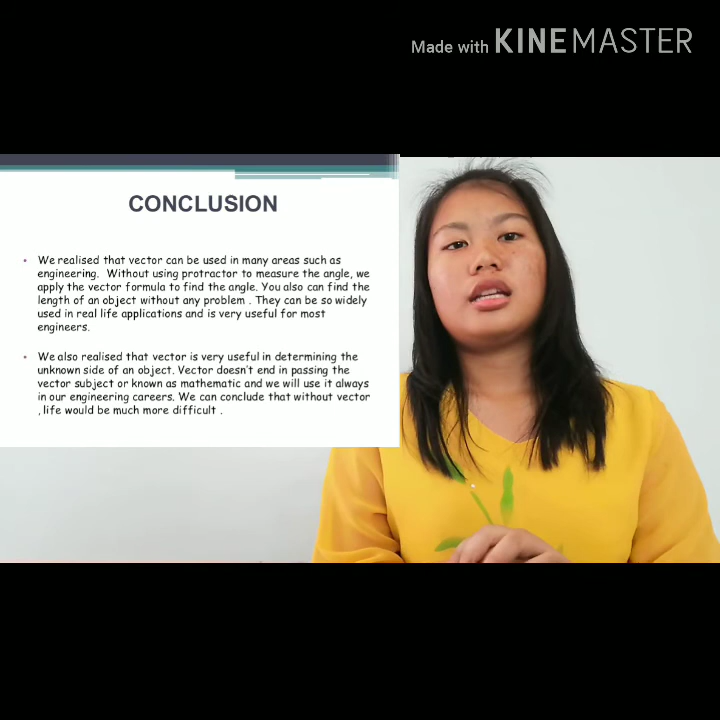 Made with KINEMASTER
CONCLUSION
• We realised that vector can be used in many areas such as
engineering. Without using protractor to measure the angle, we
apply the vector formula to find the angle. You also can find the
length of an object without any problem . They can be so widely
used in real life applications and is very useful for most
engineers.
• We also realised that vector is very useful in determining the
unknown side of an object. Vector doesn't end in passing the
vector subject or known as mathematic and we will use it always
in our engineering careers. We can conclude that without vector
, life would be much more difficult .